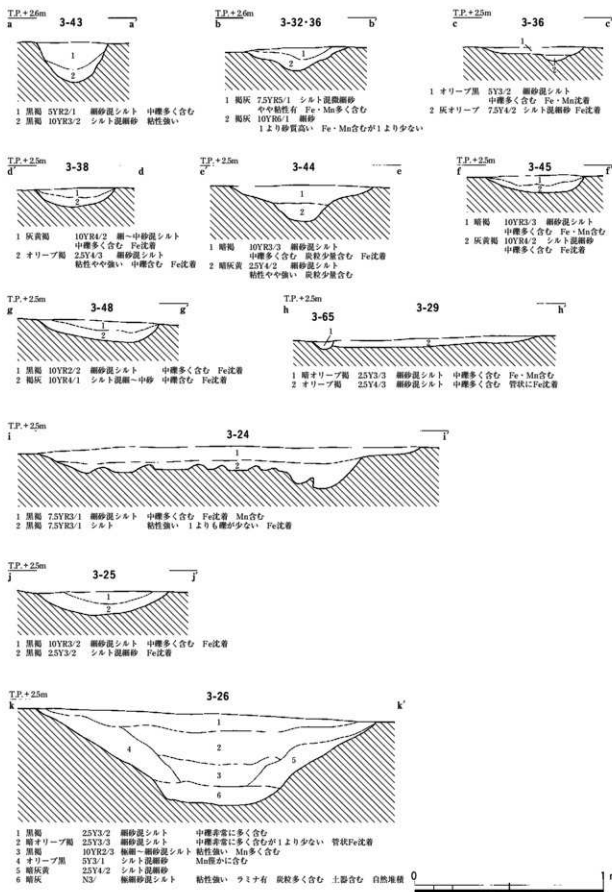 T.P.+2.6m
a 3-43 a'
1
2
1 黒褐 5YR2/1 細砂混シルト 中礫多く含む
2 黒褐 10YR3/2 シルト混細砂 粘性強い
T.P.+2.6m
b 3-32・36 b'
1
2
1 褐灰 7.5YR5/1 シルト混微細砂
やや粘性有 Fe・Mn多く含む
2 褐灰 10YR6/1 細砂
1より砂質高い Fe・Mn含むが1より少ない
T.P.+2.5m
c 3-36 c'
1
2
1 オリーブ黒 5Y3/2 細砂混シルト
中礫多く含む Fe・Mn沈着
2 灰オリーブ 7.5Y4/2 シルト混細砂 Fe沈着
T.P.+2.5m
d' 3-38 d
1
2
1 灰黄褐 10YR4/2 細～中砂混シルト
中礫多く含む Fe沈着
2 オリーブ褐 2.5Y4/3 細砂混シルト
粘性やや強い 中礫含む Fe沈着
T.P.+2.5m
e' 3-44 e
1
2
1 暗褐 10YR3/3 細砂混シルト
中礫多く含む 炭粒少量含む Fe沈着
2 暗灰黄 2.5Y4/2 細砂混シルト
粘性やや強い 炭粒少量含む
T.P.+2.5m
f 3-45 f'
1
2
1 暗褐 10YR3/3 細砂混シルト
中礫多く含む Fe・Mn含む
2 灰黄褐 10YR4/2 シルト混細砂
中礫多く含む Fe沈着
T.P.+2.5m
g 3-48 g'
1
2
1 黒褐 10YR2/2 細砂混シルト 中礫多く含む Fe沈着
2 褐灰 10YR4/1 シルト混細～中砂 中礫含む Fe沈着
T.P.+2.5m
h 3-65 3-29 h'
1
2
1 暗オリーブ褐 2.5Y3/3 細砂混シルト 中礫多く含む Fe・Mn含む
2 オリーブ褐 2.5Y4/3 細砂混シルト 中礫多く含む 管状にFe沈着
T.P.+2.5m
i 3-24 i'
1
2
1 黒褐 7.5YR3/1 細砂混シルト 中礫多く含む Fe沈着 Mn含む
2 黒褐 7.5YR3/1 シルト 粘性強い 1よりも礫が少ない Fe沈着
T.P.+2.5m
j 3-25 j'
1
2
1 黒褐 10YR3/2 細砂混シルト 中礫多く含む Fe沈着
2 黒褐 2.5Y3/2 シルト混細砂 Fe沈着
T.P.+2.5m
k 3-26 k'
1
2
4
5
3
6
1 黒褐 2.5Y3/2 細砂混シルト 中礫非常に多く含む
2 暗オリーブ褐 2.5Y3/3 細砂混シルト 中礫非常に多く含むが1より少ない 管状Fe沈着
3 黒褐 10YR2/3 極細～細砂混シルト 粘性強い Mn多く含む
4 オリーブ黒 5Y3/1 シルト混細砂 Mn僅かに含む
5 暗灰黄 2.5Y4/2 シルト混細砂
6 暗灰 N3/ 極細砂混シルト 粘性強い ラミナ有 炭粒多く含む 土器含む 自然堆積
0 1